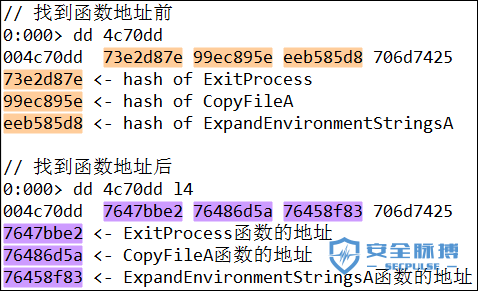 // 找到函数地址前
0:000> dd 4c70dd
004c70dd 73e2d87e 99ec895e eeb585d8 706d7425
73e2d87e <- hash of ExitProcess
99ec895e <- hash of CopyFileA
eeb585d8 <- hash of ExpandEnvironmentStringsA
// 找到函数地址后
0:000> dd 4c70dd l4
004c70dd 7647bbe2 76486d5a 76458f83 706d7425
7647bbe2 <- ExitProcess函数的地址
76486d5a <- CopyFileA函数的地址
76458f83 <- ExpandEnvironmentStringsA函数的地址
安全脉搏
SECPULSE